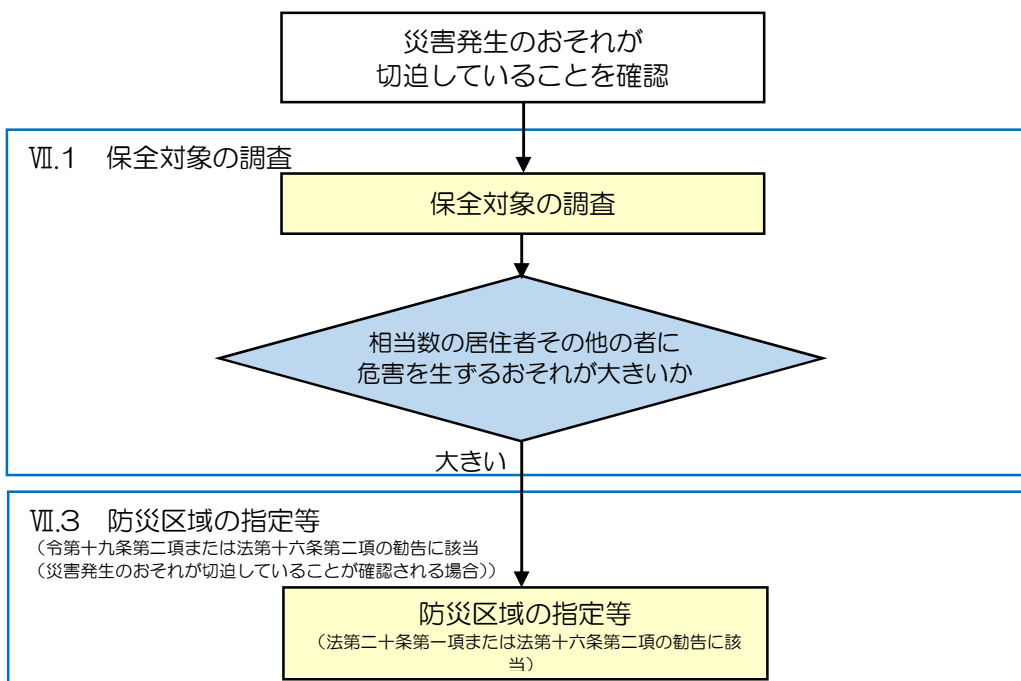 災害発生のおそれが
切迫していることを確認
Ⅶ.1　保全対象の調査
保全対象の調査
相当数の居住者その他の者に
危害を生ずるおそれが大きいか
大きい
Ⅶ.3　防災区域の指定等
（令第十九条第二項または法第十六条第二項の勧告に該当
（災害発生のおそれが切迫していることが確認される場合））
防災区域の指定等
（法第二十条第一項または法第十六条第二項の勧告に該
当）